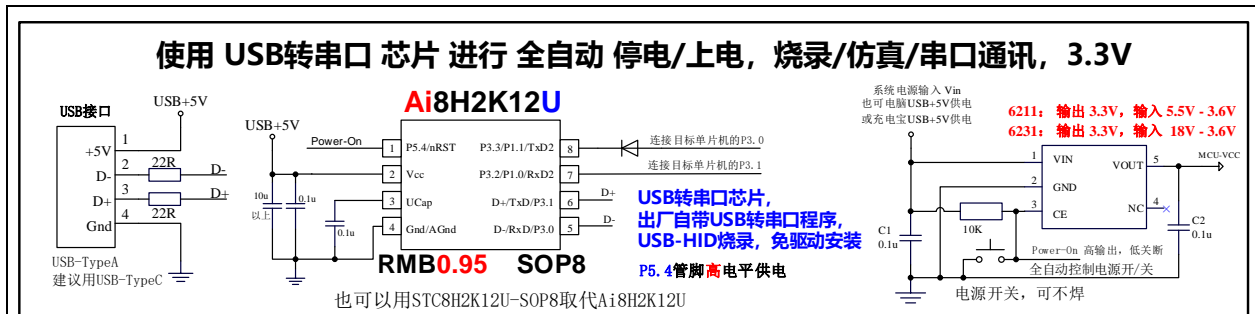 使用 USB转串口 芯片 进行 全自动 停电/上电，烧录/仿真/串口通讯，3.3V
USB接口
USB+5V
1
+5V
2
22R
D-
D-
3
D+
D+
4
22R
Gnd
USB-TypeA
建议用USB-TypeC
Ai8H2K12U
USB+5V
Power-On
1
P5.4/nRST
P3.3/P1.1/TxD2
8
连接目标单片机的P3.0
2
Vcc
P3.2/P1.0/RxD2
7
连接目标单片机的P3.1
10u
以上
0.1u
3
UCap
D+/TxD/P3.1
6
D+
0.1u
4
Gnd/AGnd
D-/RxD/P3.0
5
D-
RMB0.95 SOP8
USB转串口芯片，
出厂自带USB转串口程序，
USB-HID烧录，免驱动安装
P5.4管脚高电平供电
也可以用STC8H2K12U-SOP8取代Ai8H2K12U
系统电源输入 Vin
也可电脑USB+5V供电
或充电宝USB+5V供电
6211： 输出 3.3V，输入 5.5V - 3.6V
6231： 输出 3.3V，输入 18V - 3.6V
1
VIN
VOUT
5
MCU-VCC
2
GND
3
CE
NC
4
10K
C1
0.1u
C2
0.1u
Power-On 高输出，低关断
全自动控制电源开/关
电源开关，可不焊